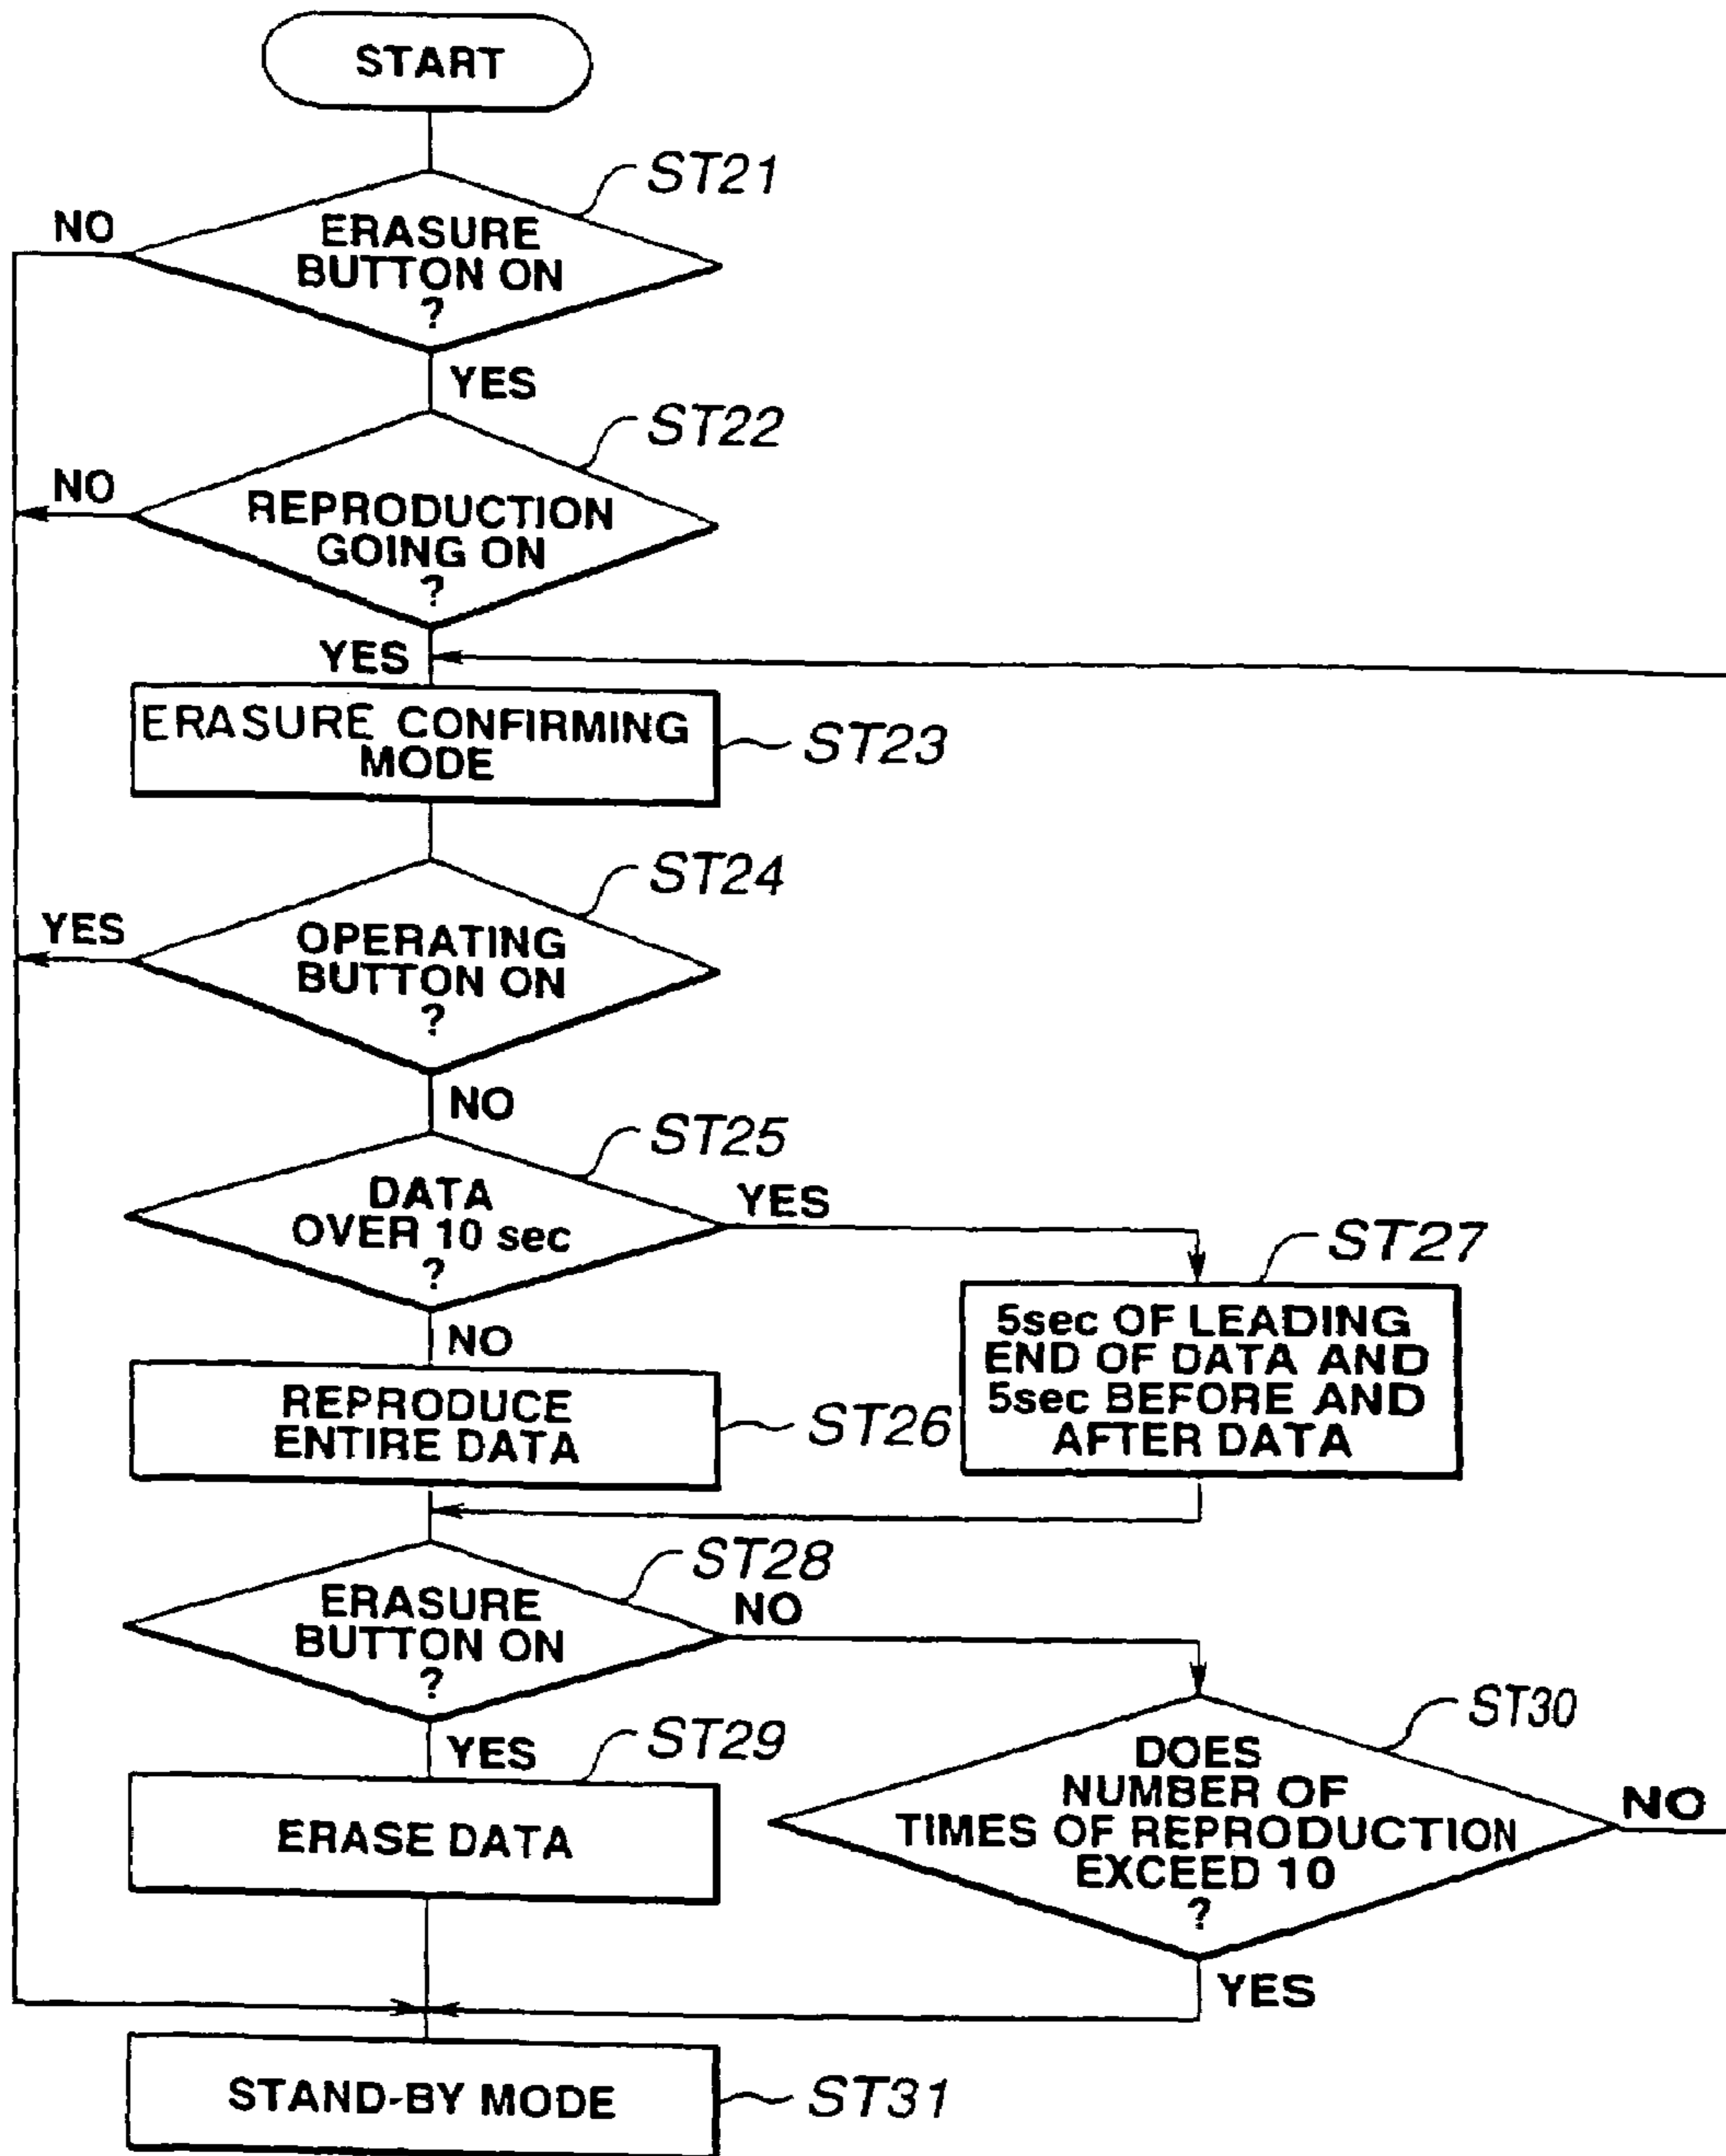 START
ST21
NO
ERASURE
BUTTON ON
?
YES
ST22
NO
REPRODUCTION
GOING ON
?
YES
ERASURE CONFIRMING
MODE
ST23
ST24
YES
OPERATING
BUTTON ON
?
NO
ST25
DATA
OVER 10 sec
?
YES
ST27
5sec OF LEADING
END OF DATA AND
5sec BEFORE AND
AFTER DATA
NO
REPRODUCE
ENTIRE DATA
ST26
ST28
ERASURE
BUTTON ON
?
NO
ST30
DOES
NUMBER OF
TIMES OF REPRODUCTION
EXCEED 10
?
NO
YES
YES
ST29
ERASE DATA
STAND-BY MODE
ST31